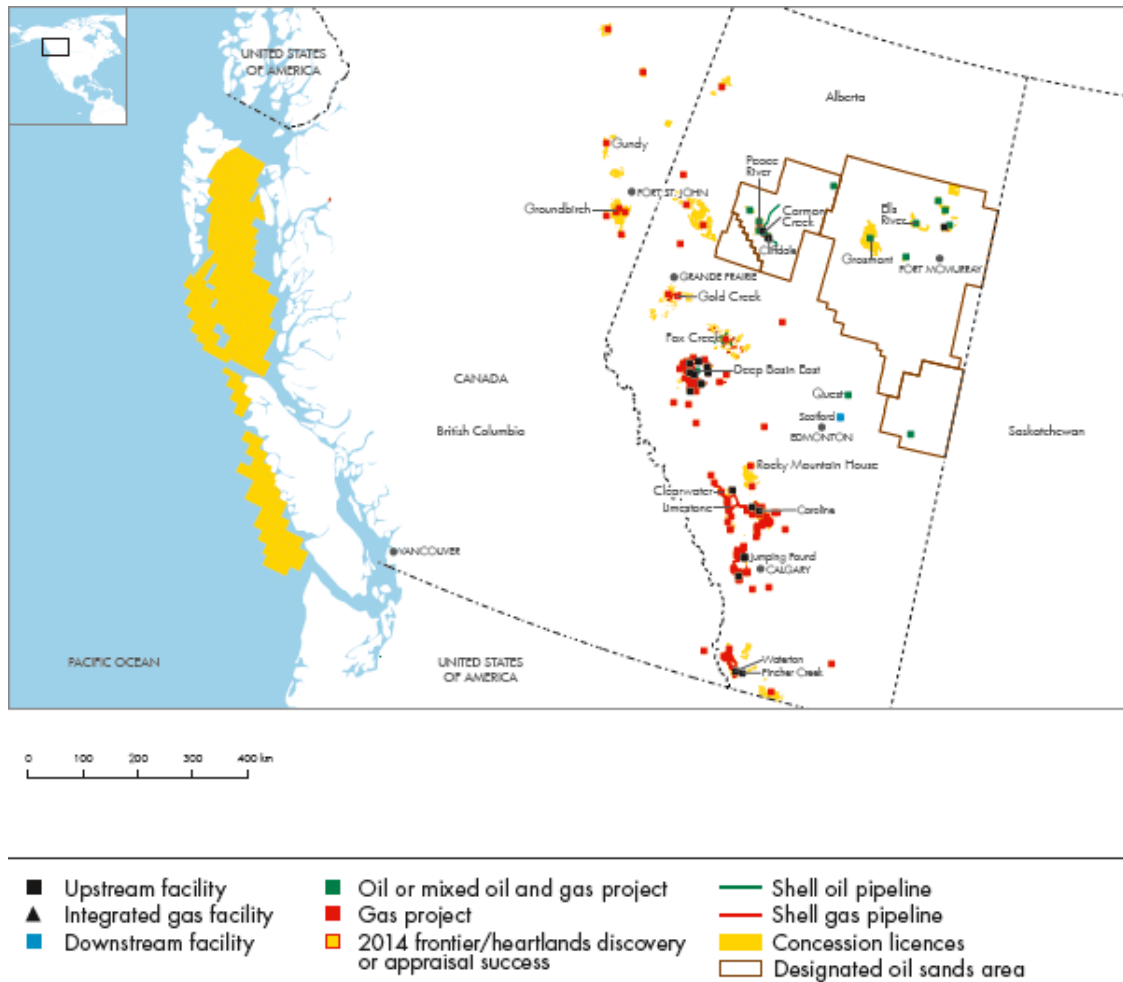 UNITED STATES
OF AMERICA
Alberta
Gundy
Peace
River
FORT ST. JOHN
Groundbirch
Carmon
Creek
Cliffdale
Ells
River
Grosmont
FORT MCMURRAY
GRANDE PRAIRIE
Gold Creek
Fox Creek
Deep Basin East
CANADA
Quest
Scotford
EDMONTON
British Columbia
Saskatchewan
Rocky Mountain House
Clearwater
Limestone
Caroline
VANCOUVER
Jumping Pound
CALGARY
PACIFIC OCEAN
UNITED STATES
OF AMERICA
Waterton
Pincher Creek
0 100 200 300 400 km
Upstream facility
Integrated gas facility
Downstream facility
Oil or mixed oil and gas project
Gas project
2014 frontier/heartlands discovery
or appraisal success
Shell oil pipeline
Shell gas pipeline
Concession licences
Designated oil sands area